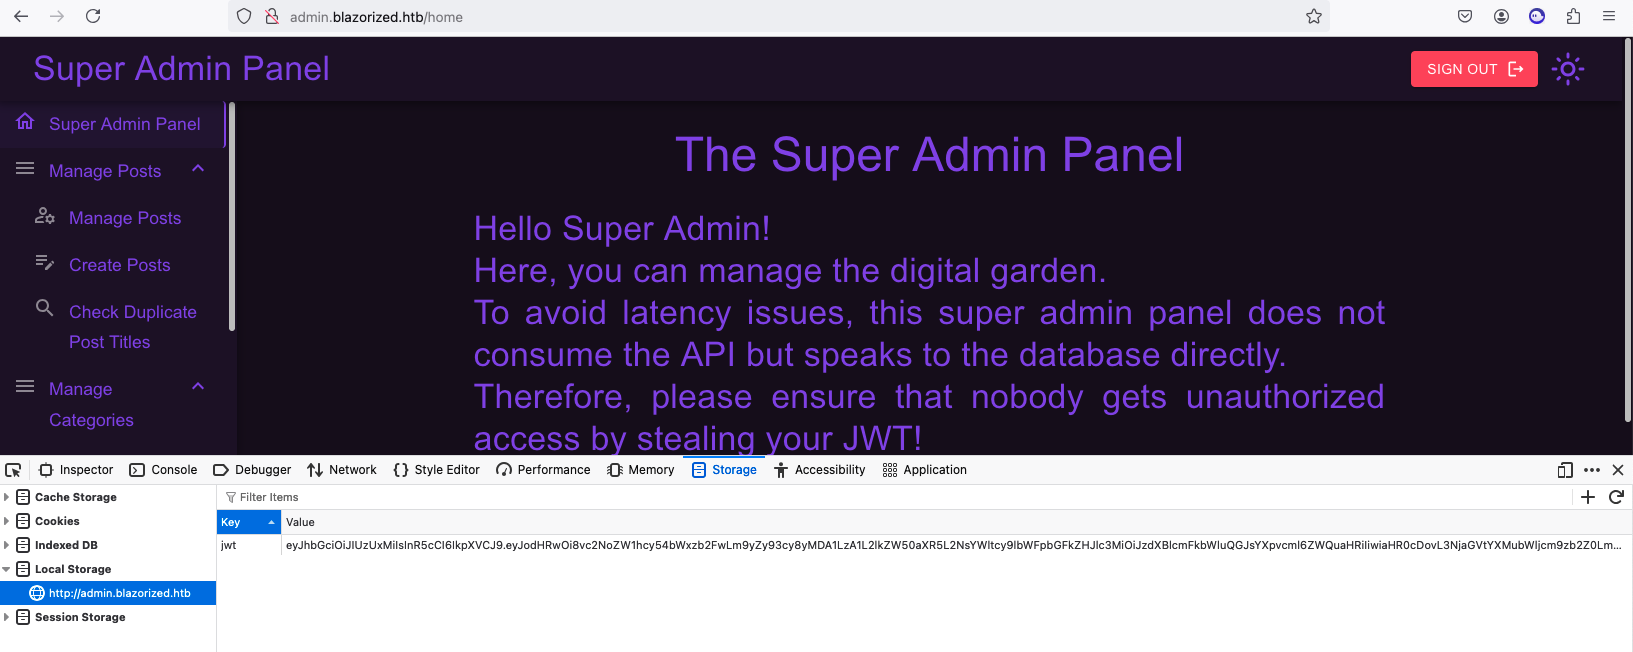 admin.blazorized.htb/home
Super Admin Panel
SIGN OUT
Super Admin Panel
Manage Posts
Manage Posts
Create Posts
Check Duplicate
Post Titles
Manage
Categories
The Super Admin Panel
Hello Super Admin!
Here, you can manage the digital garden.
To avoid latency issues, this super admin panel does not
consume the API but speaks to the database directly.
Therefore, please ensure that nobody gets unauthorized
access by stealing your JWT!
Inspector Console Debugger Network Style Editor Performance Memory Storage Accessibility Application
Cache Storage
Cookies
Indexed DB
Local Storage
http://admin.blazorized.htb
Session Storage
Filter Items
Key Value
jwt